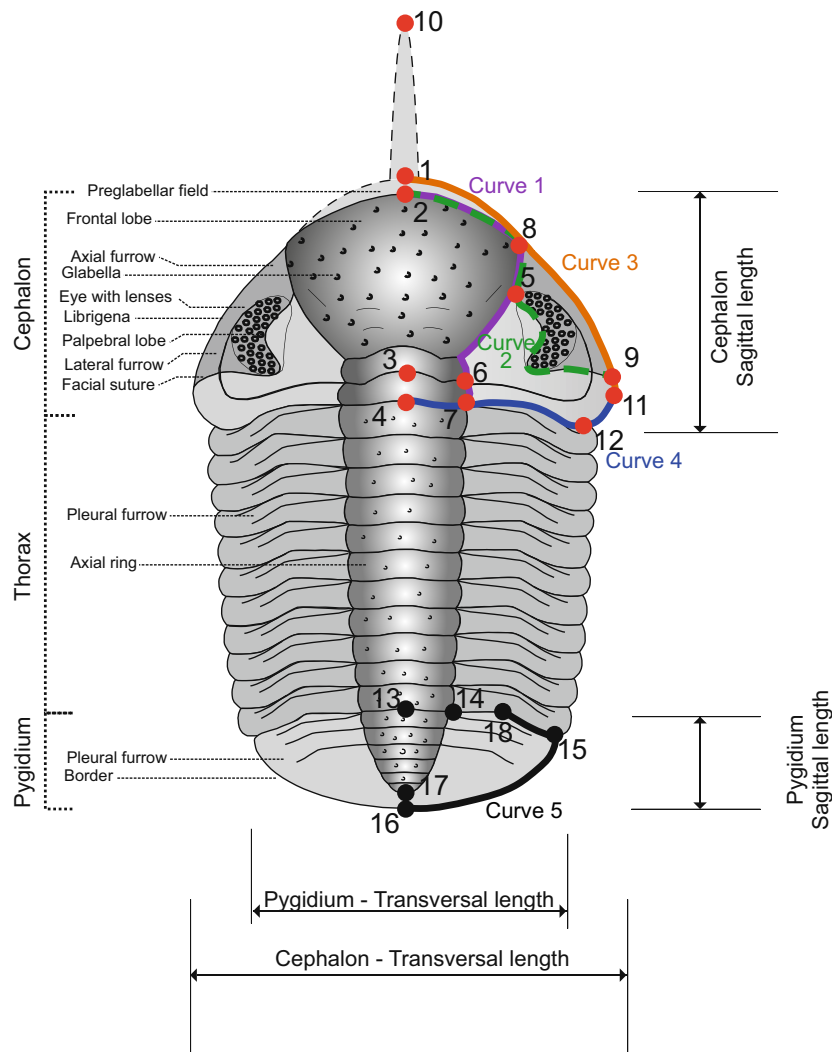 10
1
Preglabellar field
Curve 1
2
Frontal lobe
8
Axial furrow
Curve 3
Glabella
5
Eye with lenses
Librigena
Palpebral lobe
Curve
2
Lateral furrow
3
9
Facial suture
6
4
7
11
12
Curve 4
Cephalon
Cephalon
Sagittal length
Pleural furrow
Axial ring
Thorax
13
14
18
15
Pleural furrow
Border
17
16
Curve 5
Pygidium
Pygidium
Sagittal length
Pygidium - Transversal length
Cephalon - Transversal length